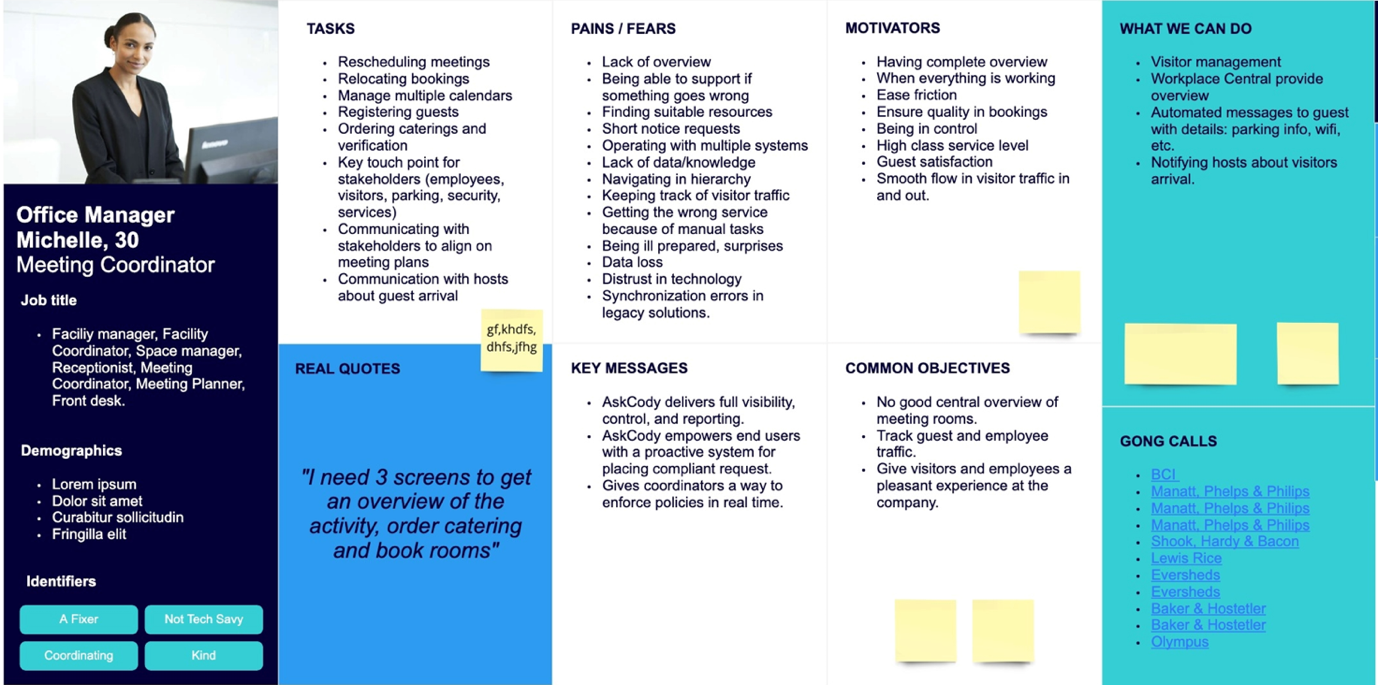 lenovo
Office Manager
Michelle, 30
Meeting Coordinator
Job title
• Faciliy manager, Facility
Coordinator, Space manager,
Receptionist, Meeting
Coordinator, Meeting Planner,
Front desk.
Demographics
• Lorem ipsum
• Dolor sit amet
• Curabitur sollicitudin
• Fringilla elit
Identifiers
A Fixer
Not Tech Savy
Coordinating
Kind
TASKS
• Rescheduling meetings
• Relocating bookings
• Manage multiple calendars
• Registering guests
• Ordering caterings and
verification
• Key touch point for
stakeholders (employees,
visitors, parking, security,
services)
• Communicating with
stakeholders to align on
meeting plans
• Communication with hosts
about guest arrival
gf,khdfs,
dhfs,jfhg
REAL QUOTES
"I need 3 screens to get
an overview of the
activity, order catering
and book rooms"
PAINS / FEARS
• Lack of overview
• Being able to support if
something goes wrong
• Finding suitable resources
• Short notice requests
• Operating with multiple systems
• Lack of data/knowledge
• Navigating in hierarchy
• Keeping track of visitor traffic
• Getting the wrong service
because of manual tasks
• Being ill prepared, surprises
• Data loss
• Distrust in technology
• Synchronization errors in
legacy solutions.
KEY MESSAGES
• AskCody delivers full visibility,
control, and reporting.
• AskCody empowers end users
with a proactive system for
placing compliant request.
• Gives coordinators a way to
enforce policies in real time.
MOTIVATORS
• Having complete overview
• When everything is working
• Ease friction
• Ensure quality in bookings
• Being in control
• High class service level
• Guest satisfaction
• Smooth flow in visitor traffic in
and out.
COMMON OBJECTIVES
• No good central overview of
meeting rooms.
• Track guest and employee
traffic.
• Give visitors and employees a
pleasant experience at the
company.
WHAT WE CAN DO
• Visitor management
• Workplace Central provide
overview
• Automated messages to guest
with details: parking info, wifi,
etc.
• Notifying hosts about visitors
arrival.
GONG CALLS
• BCI
• Manatt, Phelps & Philips
• Manatt, Phelps & Philips
• Manatt, Phelps & Philips
• Shook, Hardy & Bacon
• Lewis Rice
• Eversheds
• Eversheds
• Baker & Hostetler
• Baker & Hostetler
• Olympus